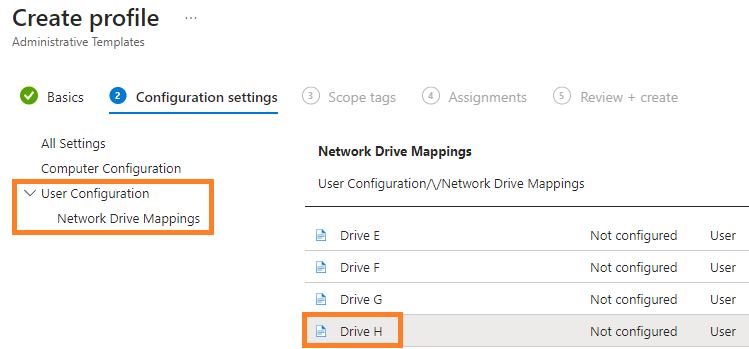 Create profile ...
Administrative Templates
Basics 2 Configuration settings 3 Scope tags 4 Assignments 5 Review + create
All Settings
Computer Configuration
User Configuration
Network Drive Mappings
Network Drive Mappings
User Configuration/\/Network Drive Mappings
Drive E Not configured User
Drive F Not configured User
Drive G Not configured User
Drive H Not configured User